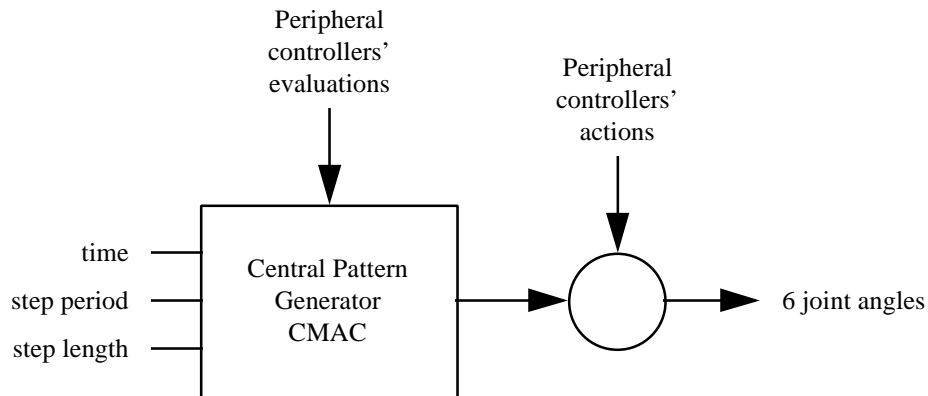 Peripheral
controllers'
evaluations
Peripheral
controllers'
actions
time
step period
step length
Central Pattern
Generator
CMAC
6 joint angles